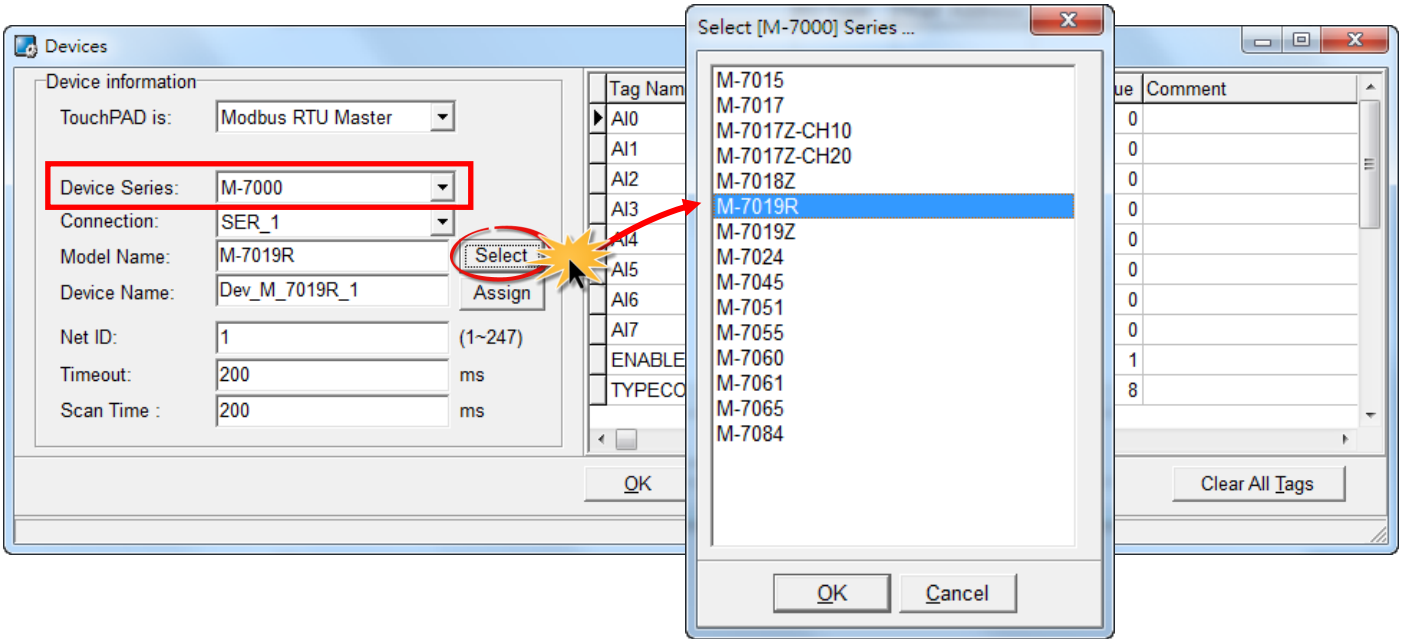 Devices
Device information
TouchPAD is: Modbus RTU Master
Device Series: M-7000
Connection: SER_1
Model Name: M-7019R Select
Device Name: Dev_M_7019R_1 Assign
Net ID: 1 (1~247)
Timeout: 200 ms
Scan Time : 200 ms
Tag Nam
AI0
AI1
AI2
AI3
AI4
AI5
AI6
AI7
ENABLE
TYPECO
OK
Select [M-7000] Series ...
M-7015
M-7017
M-7017Z-CH10
M-7017Z-CH20
M-7018Z
M-7019R
M-7019Z
M-7024
M-7045
M-7051
M-7055
M-7060
M-7061
M-7065
M-7084
OK Cancel
ue Comment
0
0
0
0
0
0
0
0
1
8
Clear All Tags